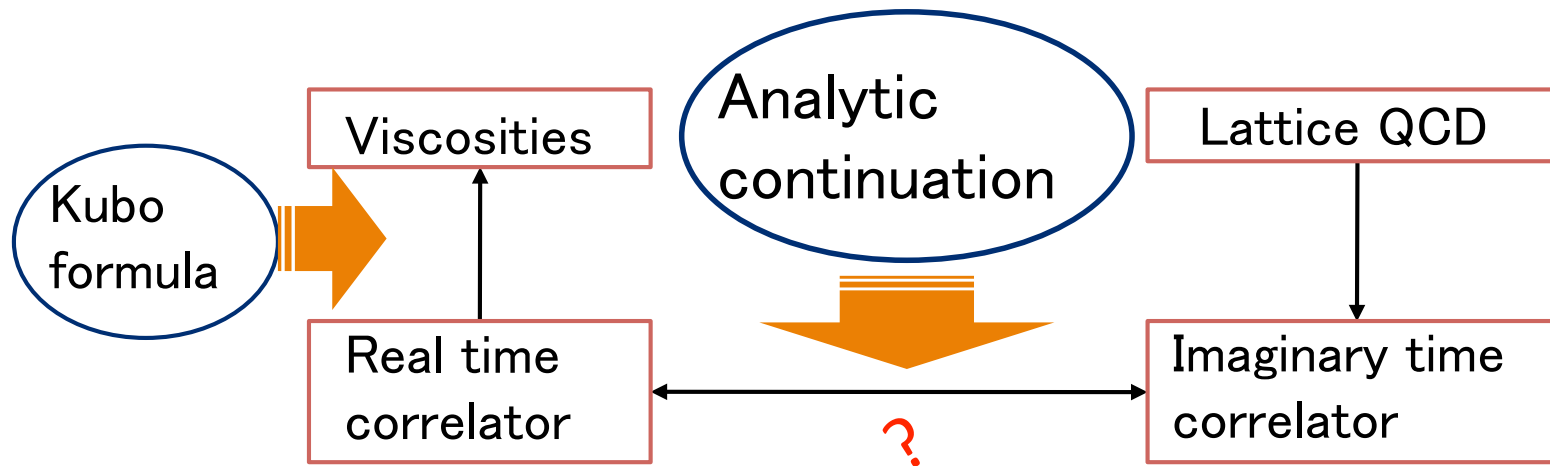 Kubo
formula
Viscosities
Analytic
continuation
Lattice QCD
Real time
correlator
?
Imaginary time
correlator